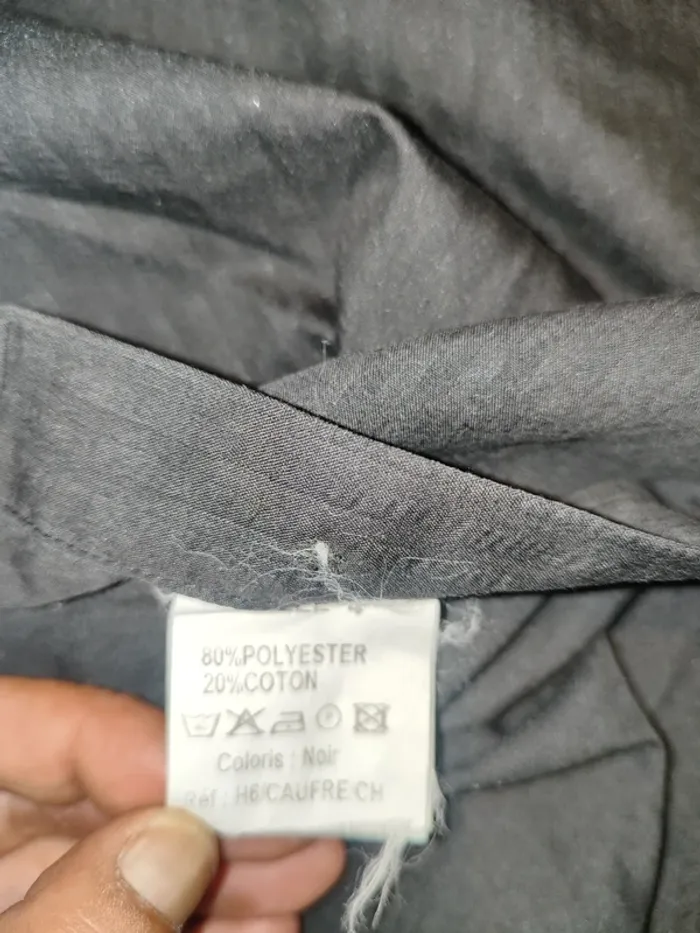 80%POLYESTER
20%COTON
Coloris : Noir
Réf : H6 CAUFRE CH